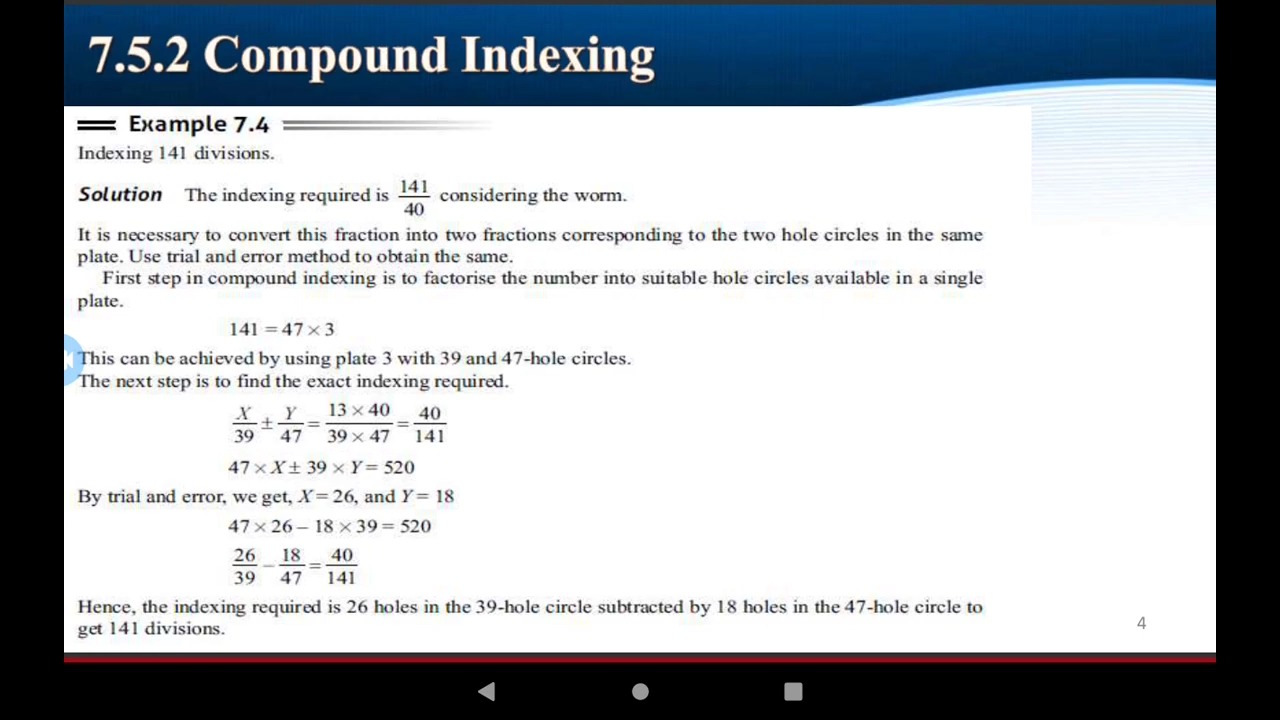 7.5.2 Compound Indexing
Example 7.4
Indexing 141 divisions.
Solution The indexing required is 141/40 considering the worm.
It is necessary to convert this fraction into two fractions corresponding to the two hole circles in the same
plate. Use trial and error method to obtain the same.
First step in compound indexing is to factorise the number into suitable hole circles available in a single
plate.
141 = 47 × 3
This can be achieved by using plate 3 with 39 and 47-hole circles.
The next step is to find the exact indexing required.
X/39 ± Y/47 = 13 × 40/39 × 47 = 40/141
47 × X ± 39 × Y = 520
By trial and error, we get, X = 26, and Y = 18
47 × 26 – 18 × 39 = 520
26/39 – 18/47 = 40/141
Hence, the indexing required is 26 holes in the 39-hole circle subtracted by 18 holes in the 47-hole circle to
get 141 divisions.
4